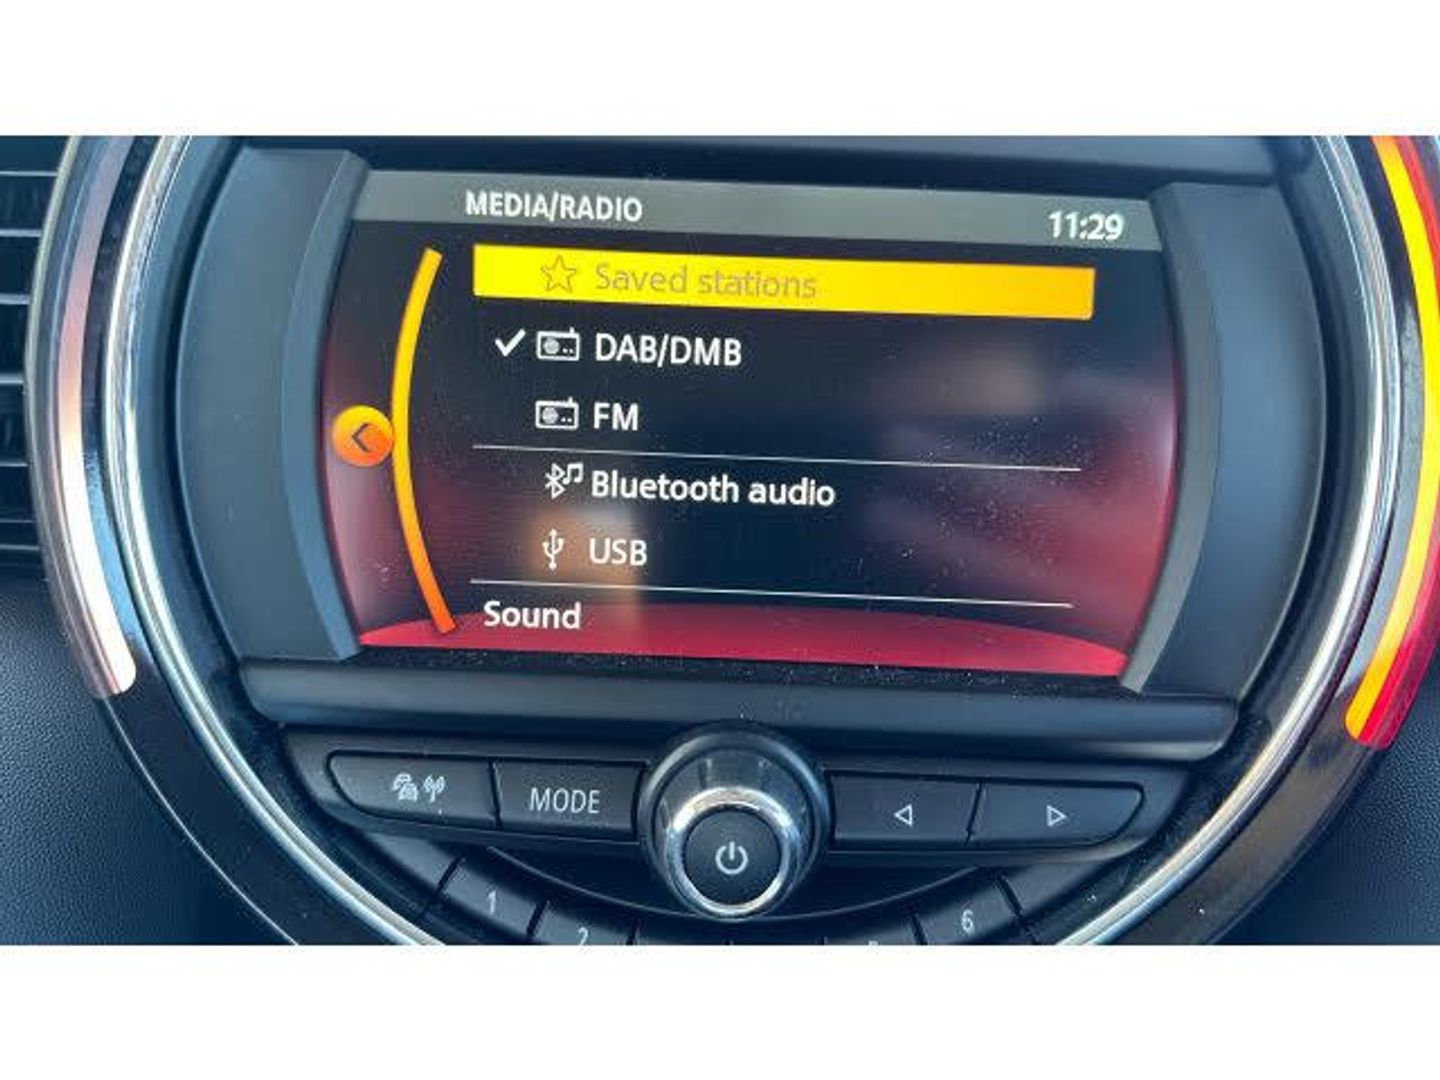 MEDIA/RADIO 11:29
Saved stations
DAB/DMB
FM
Bluetooth audio
USB
Sound
MODE
1 2 6